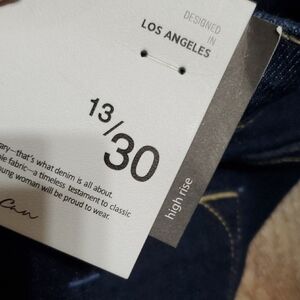 DESIGNED
IN
LOS ANGELES
13/30
ary–that's what denim is all about
le fabric–a timeless testament to classic
oung woman will be proud to wear.
high rise